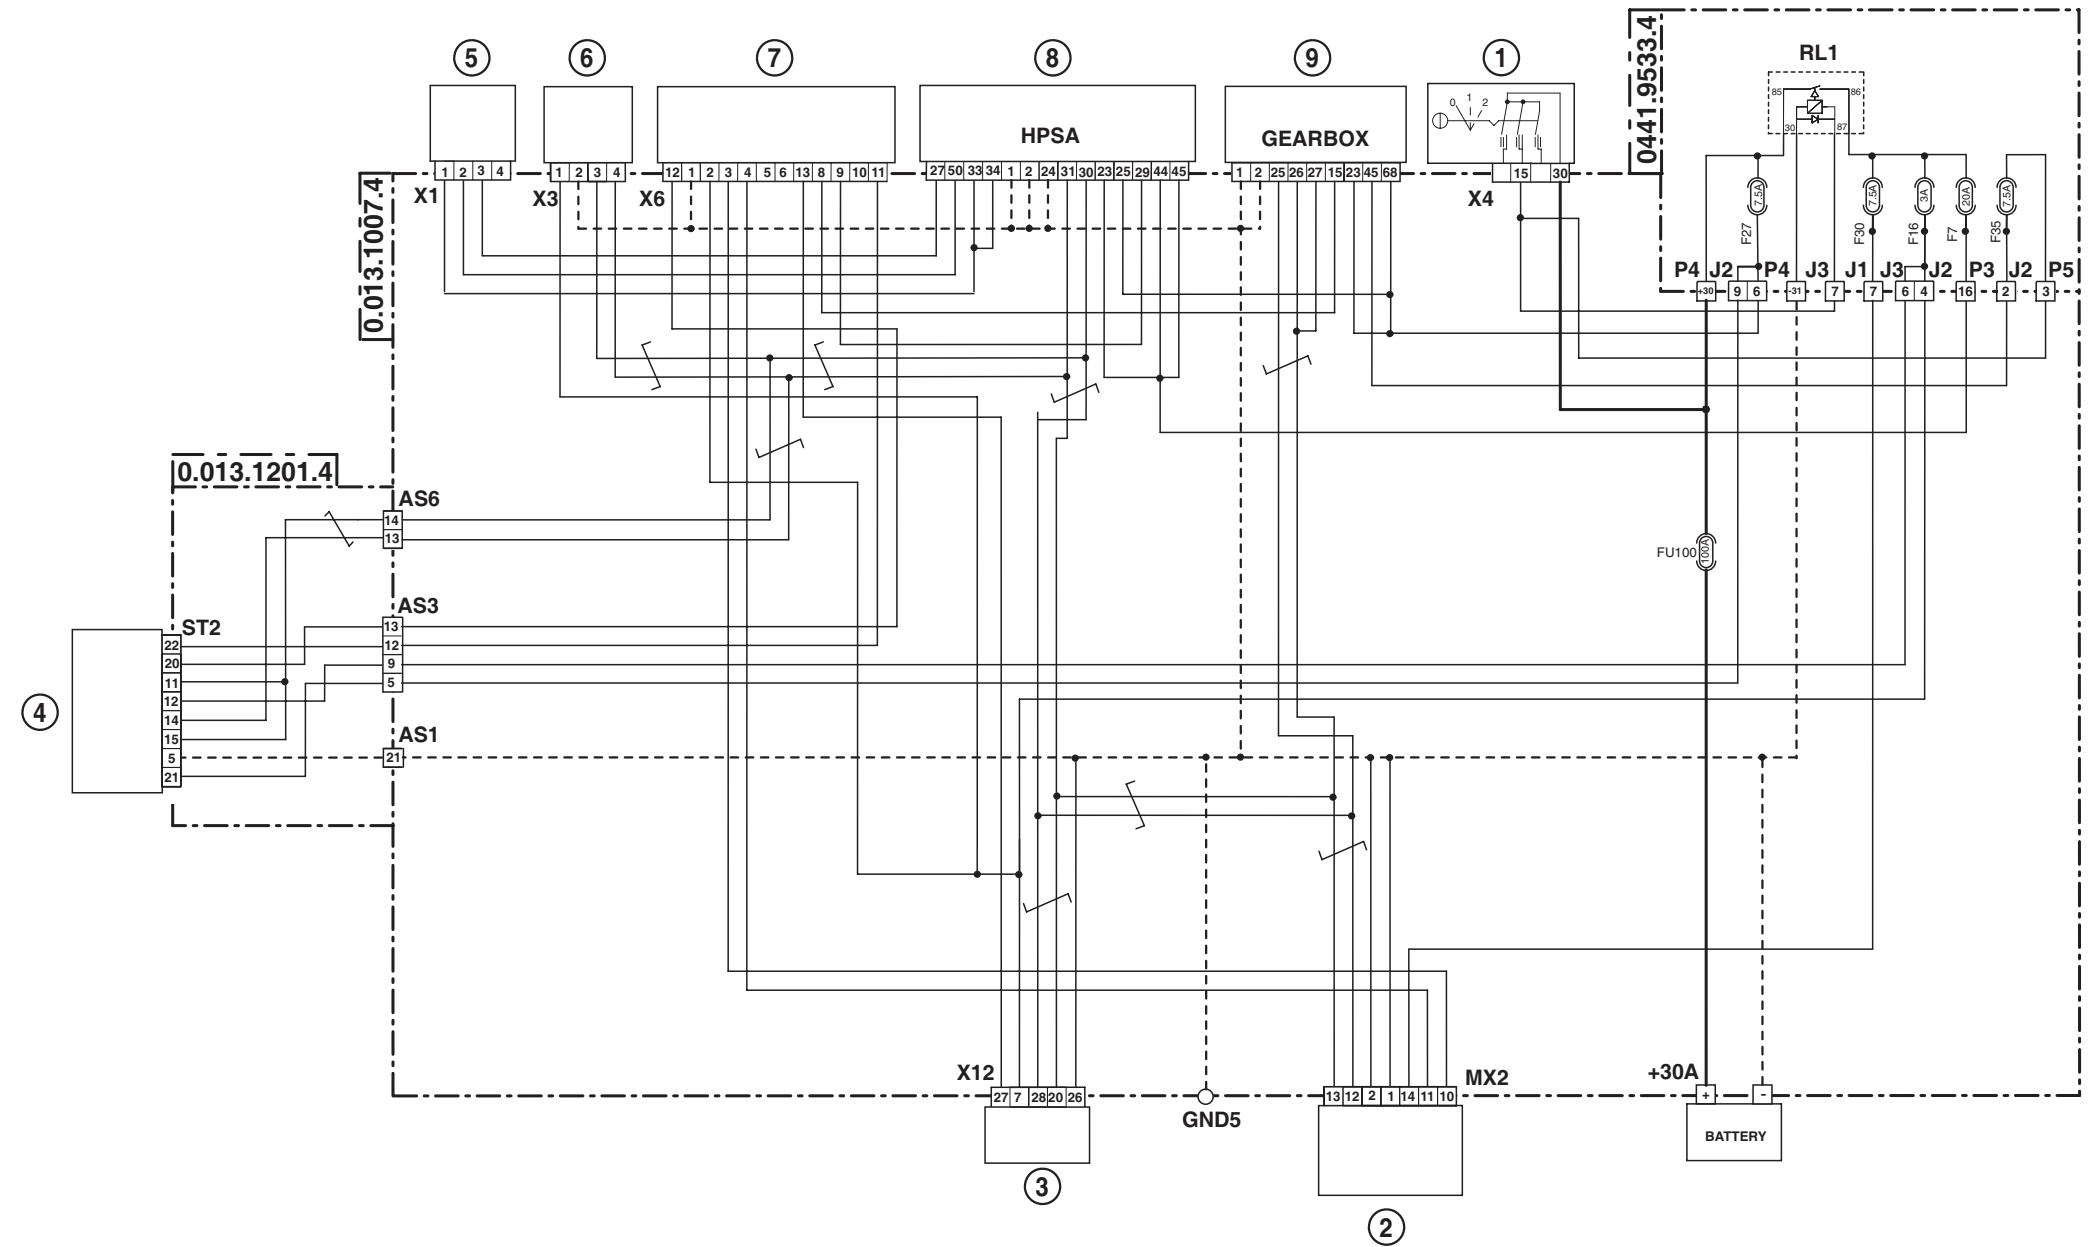 5 6 7 8 9 1
0441.9533.4
RL1
85 86
30 87
0 1 2
HPSA
GEARBOX
7.5A 7.5A 3A 20A 7.5A
F27 F30 F16 F7 F35
X1 1 2 3 4
X3 1 2 3 4
X6 12 1 2 3 4 5 6 13 8 9 10 11
27 50 33 34 1 2 24 31 30 23 25 29 44 45
1 2 25 26 27 15 23 45 68
X4 15 30
0.013.1007.4
P4 J2 P4 J3 J1 J3 J2 P3 J2 P5
+30 9 6 -31 7 7 6 4 16 2 3
0.013.1201.4
AS6
14
13
FU100 100A
AS3
13
12
9
5
ST2
22
20
11
12
14
15
5
21
4
AS1
21
X12
27 7 28 20 26
3
GND5
MX2
13 12 2 1 14 11 10
2
+30A
+ -
BATTERY